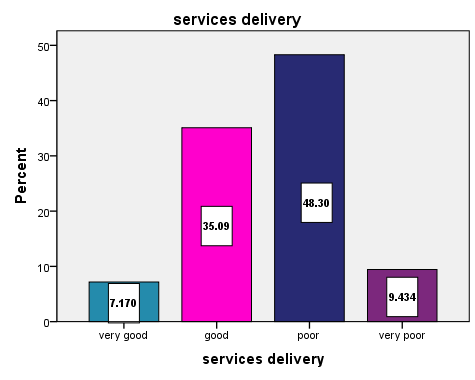 services delivery
Percent
50
40
30
20
10
0
7.170
35.09
48.30
9.434
very good
good
poor
very poor
services delivery